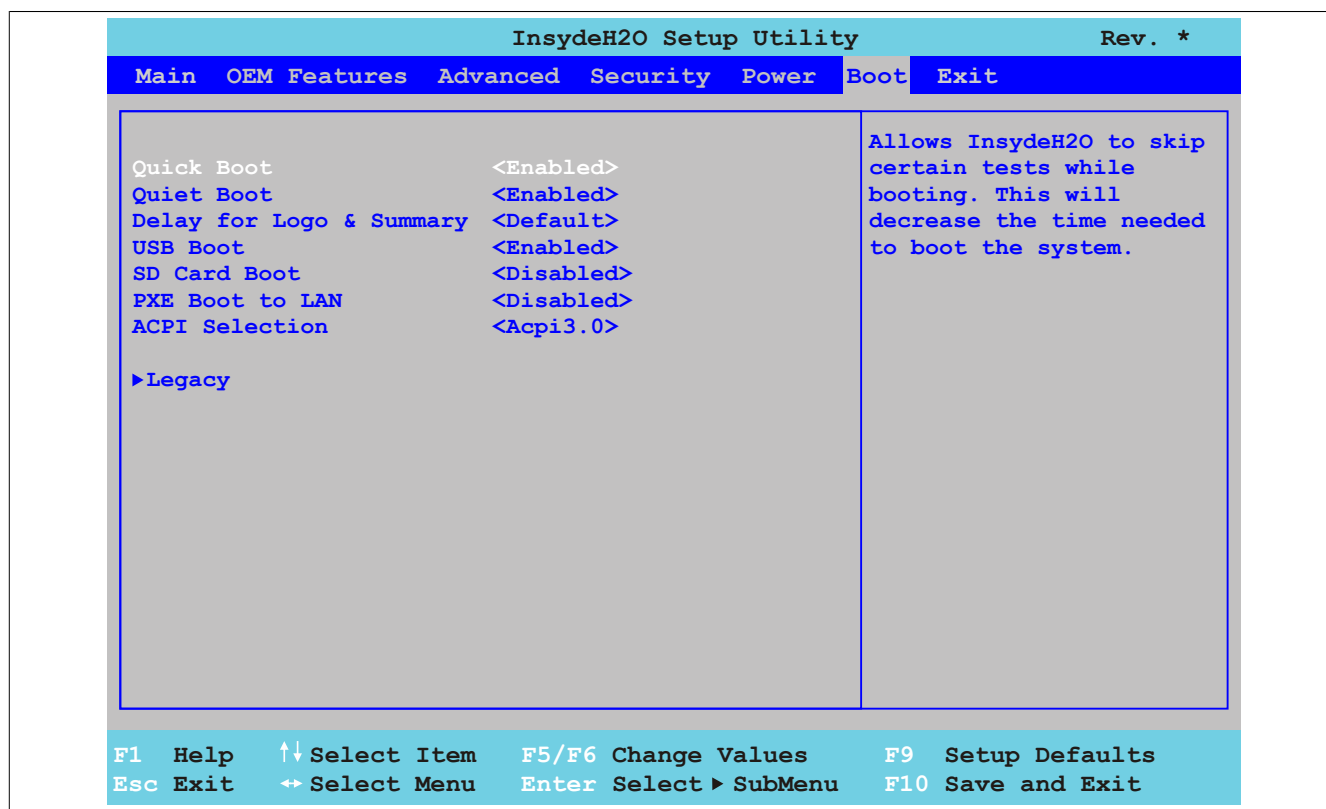 InsydeH2O Setup Utility Rev. *
Main OEM Features Advanced Security Power Boot Exit
Quick Boot <Enabled>
Quiet Boot <Enabled>
Delay for Logo & Summary <Default>
USB Boot <Enabled>
SD Card Boot <Disabled>
PXE Boot to LAN <Disabled>
ACPI Selection <Acpi3.0>
▶Legacy
Allows InsydeH2O to skip
certain tests while
booting. This will
decrease the time needed
to boot the system.
F1 Help ↑↓ Select Item F5/F6 Change Values F9 Setup Defaults
Esc Exit ↔ Select Menu Enter Select ▶ SubMenu F10 Save and Exit